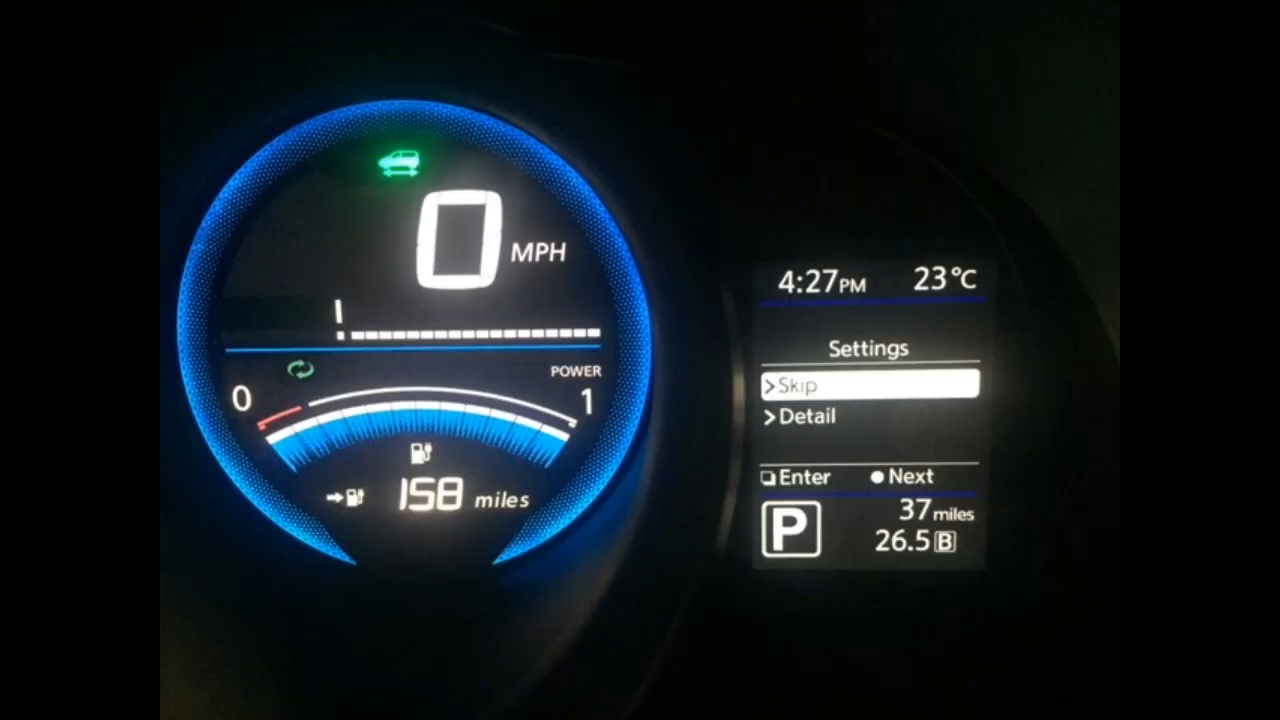 0 MPH
POWER
0 1
158 miles
4:27PM 23°C
Settings
>Skip
>Detail
Enter Next
P 37 miles
26.5 B